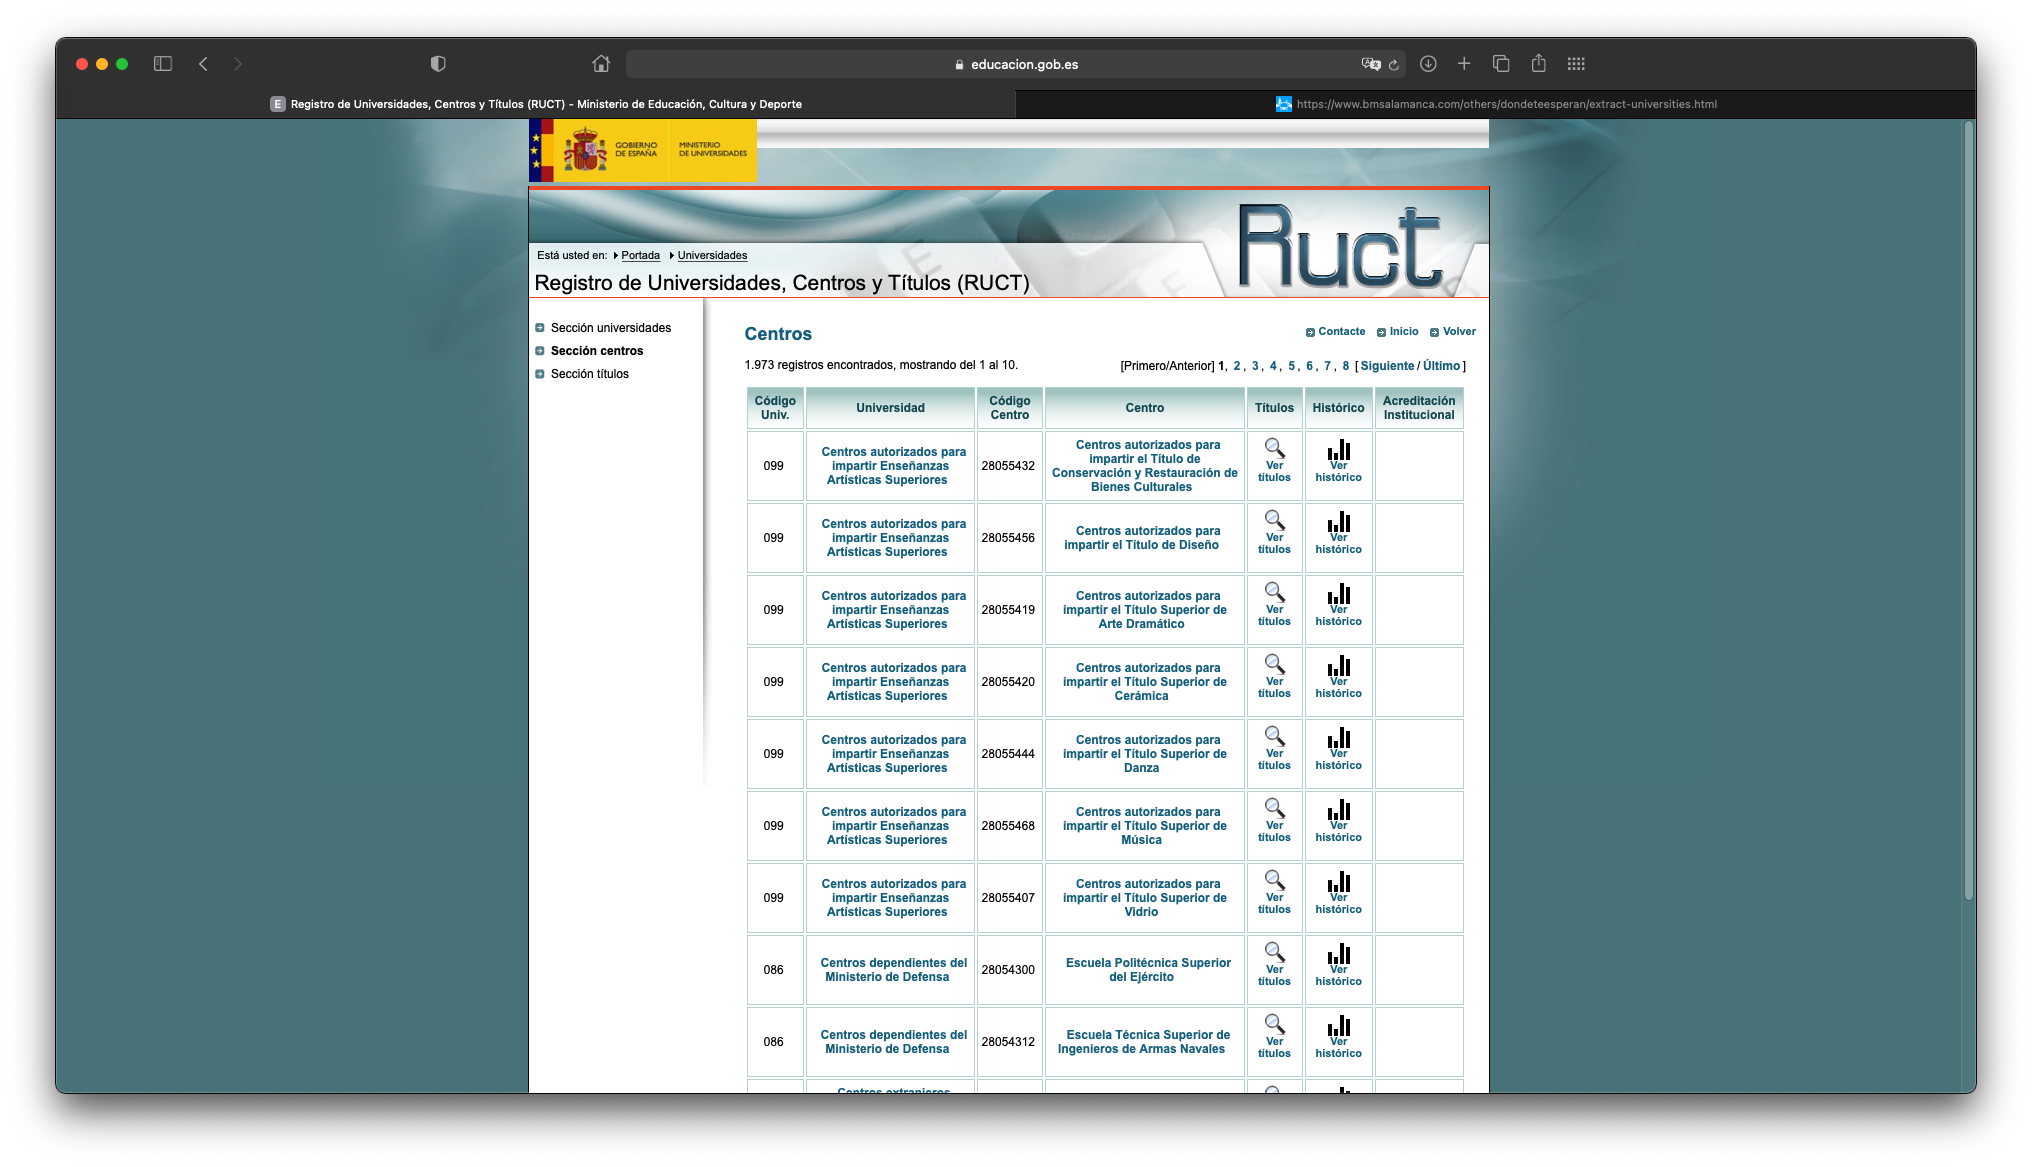 educacion.gob.es
E Registro de Universidades, Centros y Títulos (RUCT) - Ministerio de Educación, Cultura y Deporte
https://www.bmsalamanca.com/others/dondeteesperan/extract-universities.html
GOBIERNO
DE ESPAÑA
MINISTERIO
DE UNIVERSIDADES
Ruct
Está usted en: Portada Universidades
Registro de Universidades, Centros y Títulos (RUCT)
Sección universidades
Sección centros
Sección títulos
Centros
Contacte Inicio Volver
1.973 registros encontrados, mostrando del 1 al 10.
[Primero/Anterior] 1, 2, 3, 4, 5, 6, 7, 8 [Siguiente/Último]
Código
Univ.
Universidad
Código
Centro
Centro
Títulos
Histórico
Acreditación
Institucional
099
Centros autorizados para
impartir Enseñanzas
Artísticas Superiores
28055432
Centros autorizados para
impartir el Título de
Conservación y Restauración de
Bienes Culturales
Ver
títulos
Ver
histórico
099
Centros autorizados para
impartir Enseñanzas
Artísticas Superiores
28055456
Centros autorizados para
impartir el Título de Diseño
Ver
títulos
Ver
histórico
099
Centros autorizados para
impartir Enseñanzas
Artísticas Superiores
28055419
Centros autorizados para
impartir el Título Superior de
Arte Dramático
Ver
títulos
Ver
histórico
099
Centros autorizados para
impartir Enseñanzas
Artísticas Superiores
28055420
Centros autorizados para
impartir el Título Superior de
Cerámica
Ver
títulos
Ver
histórico
099
Centros autorizados para
impartir Enseñanzas
Artísticas Superiores
28055444
Centros autorizados para
impartir el Título Superior de
Danza
Ver
títulos
Ver
histórico
099
Centros autorizados para
impartir Enseñanzas
Artísticas Superiores
28055468
Centros autorizados para
impartir el Título Superior de
Música
Ver
títulos
Ver
histórico
099
Centros autorizados para
impartir Enseñanzas
Artísticas Superiores
28055407
Centros autorizados para
impartir el Título Superior de
Vidrio
Ver
títulos
Ver
histórico
086
Centros dependientes del
Ministerio de Defensa
28054300
Escuela Politécnica Superior
del Ejército
Ver
títulos
Ver
histórico
086
Centros dependientes del
Ministerio de Defensa
28054312
Escuela Técnica Superior de
Ingenieros de Armas Navales
Ver
títulos
Ver
histórico
Centros extranjeros